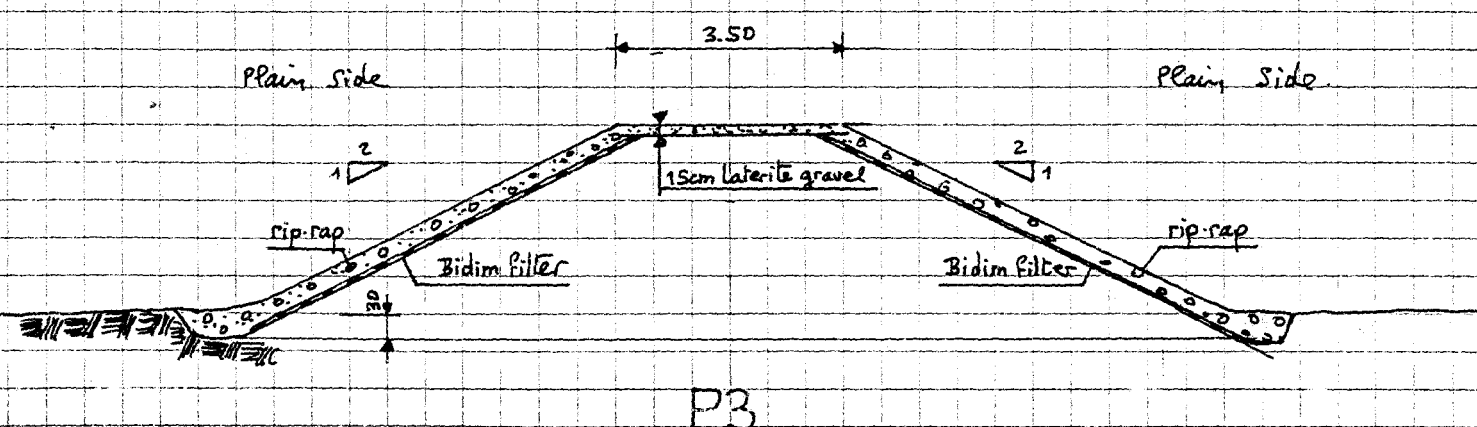 3.50
Plain Side
Plain Side
2
1
2
1
15cm laterite gravel
rip-rap
rip-rap
Bidim filter
Bidim filter
30
P3